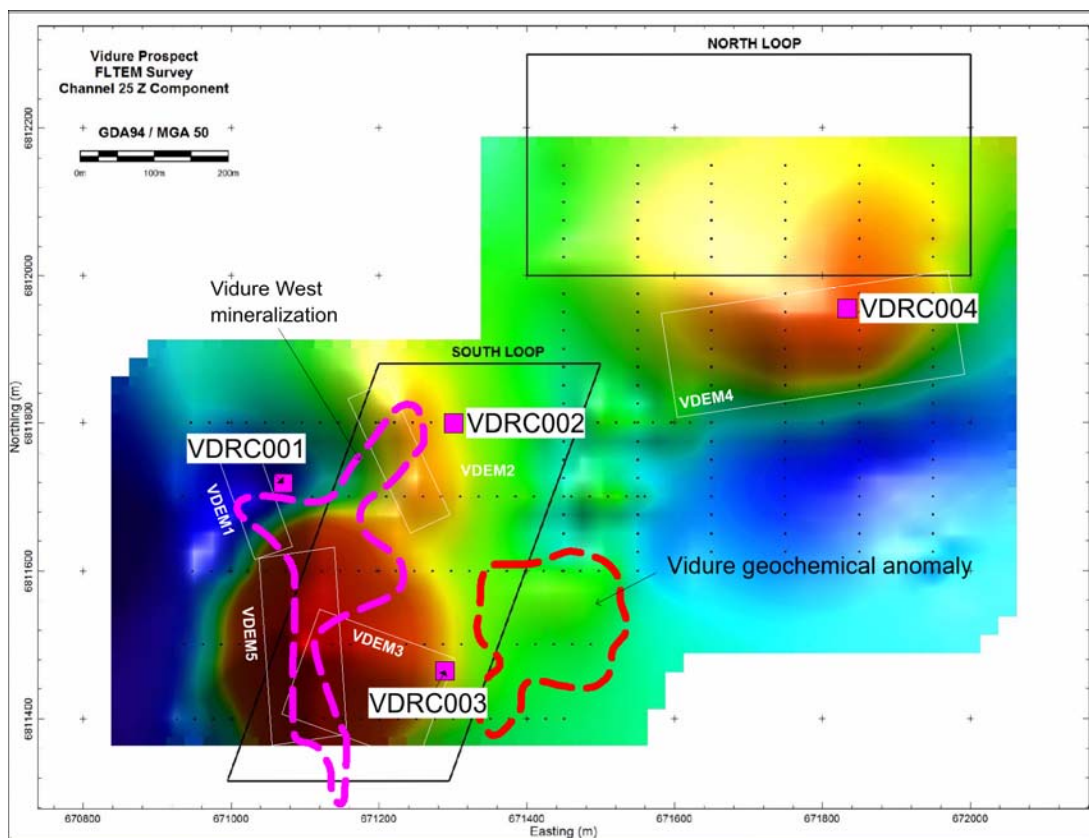 Vidure Prospect
FLTEM Survey
Channel 25 Z Component
GDA94 / MGA 50
0m 100m 200m
NORTH LOOP
Vidure West
mineralization
VDRC004
SOUTH LOOP
VDEM4
VDRC002
VDRC001
VDEM2
VDEM1
Vidure geochemical anomaly
VDEM5
VDEM3
VDRC003
Northing (m)
6812200
6812000
6811800
6811600
6811400
670800 671000 671200 671400 671600 671800 672000
Easting (m)